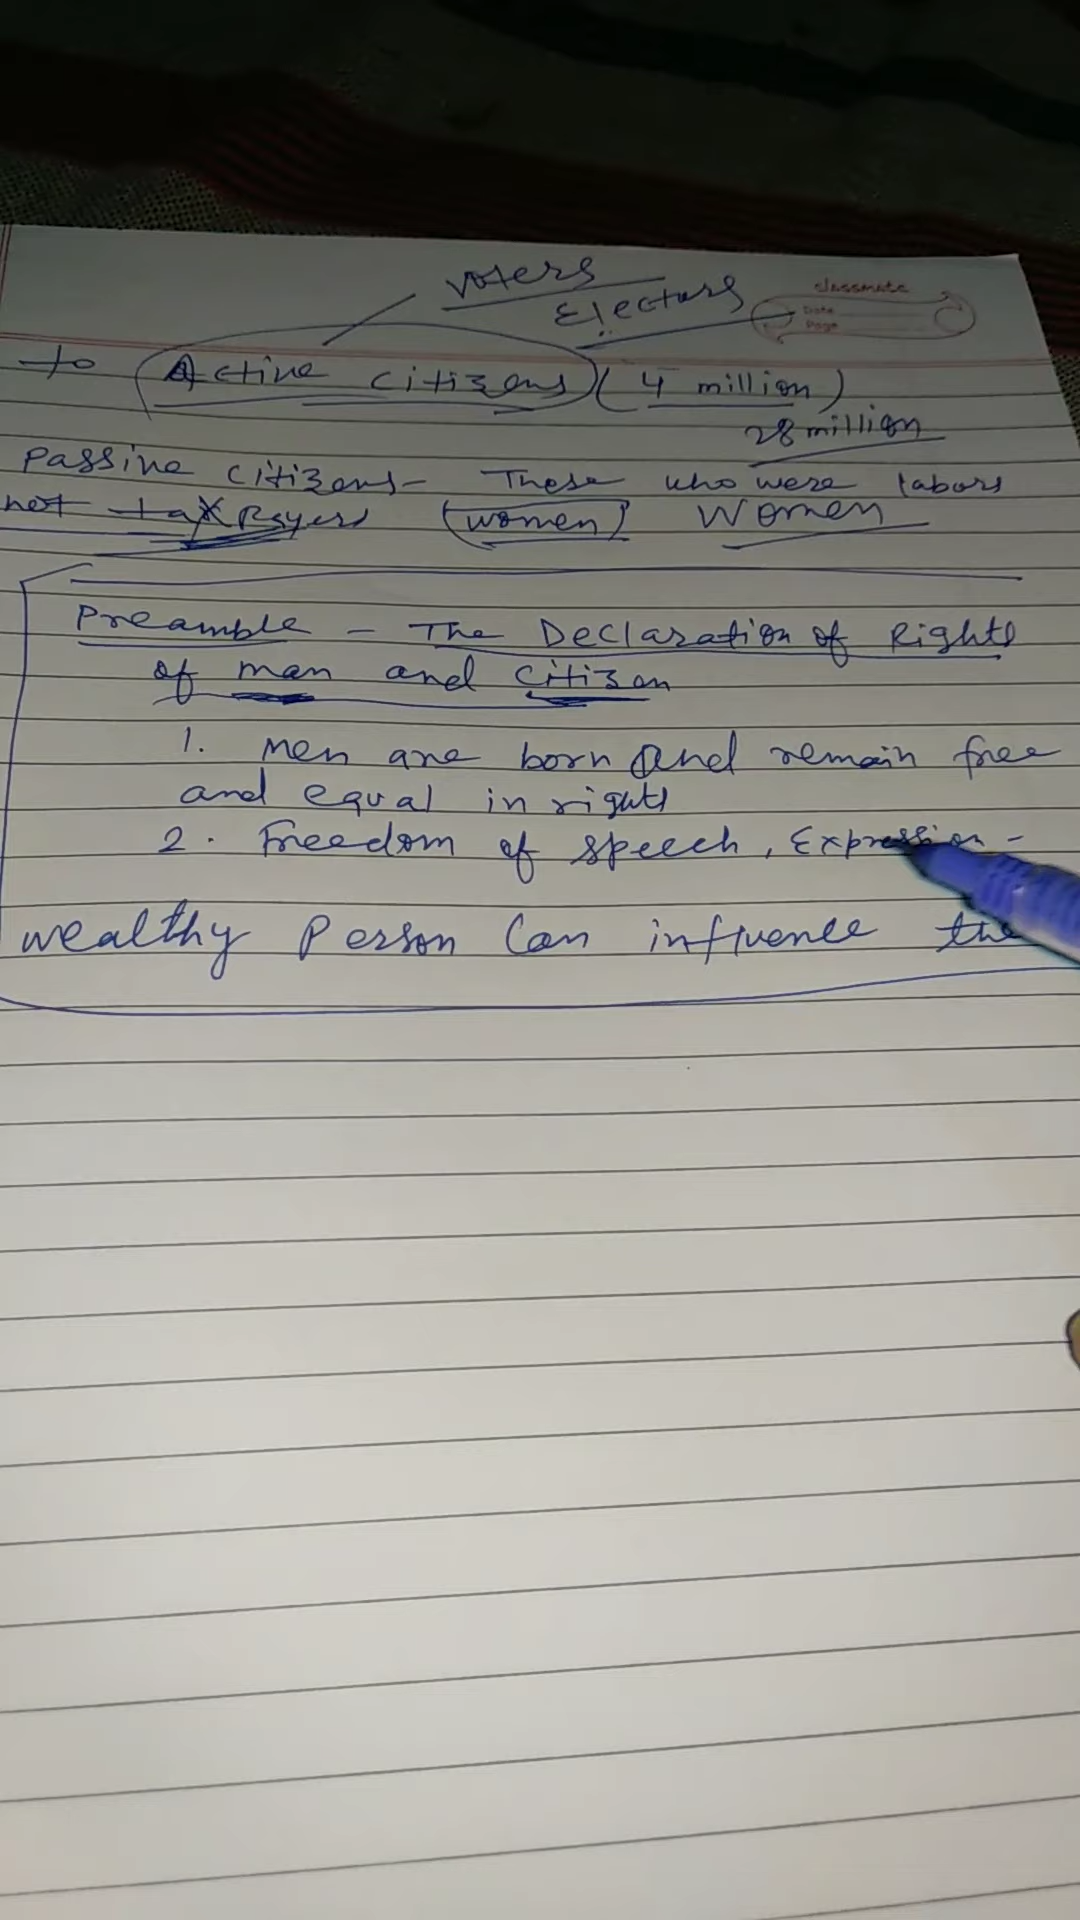 voters
Electors
classmate
Date
Page
to Active citizens (4 million)
28 million
Passive citizens - These who were labors
not taxpayers (women) Women
Preamble - The Declaration of Rights
of man and citizen
1. Men are born and remain free
and equal in rights
2. Freedom of speech, Expression -
wealthy Person Can influence the